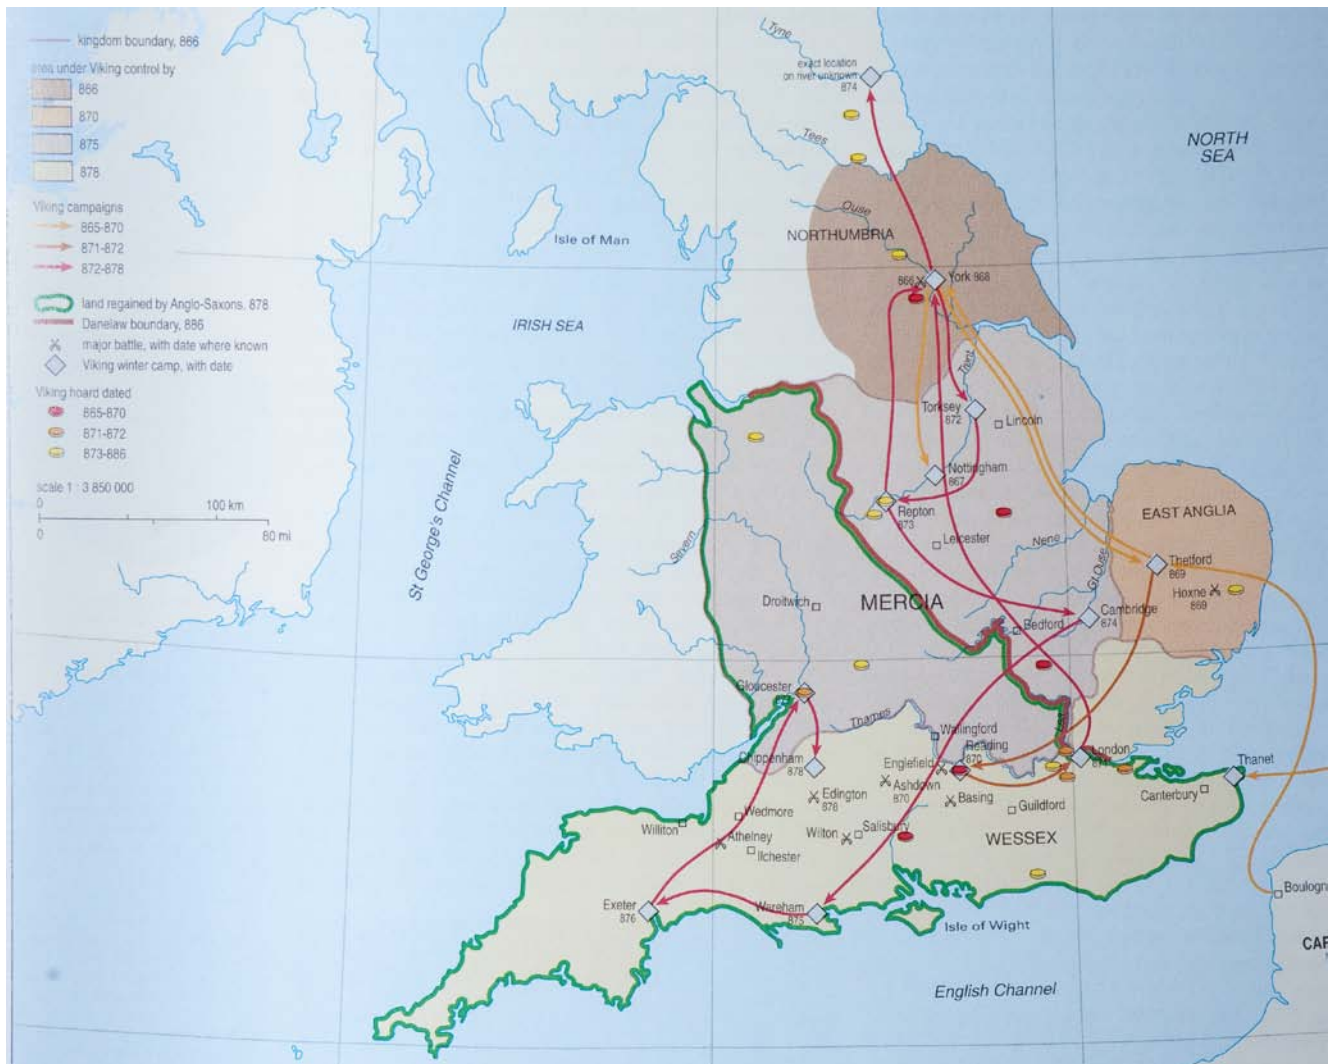 kingdom boundary, 866
area under Viking control by
866
870
875
878
Viking campaigns
865-870
871-872
872-878
land regained by Anglo-Saxons, 878
Danelaw boundary, 886
major battle, with date where known
Viking winter camp, with date
Viking hoard dated
865-870
871-872
873-886
scale 1 : 3 850 000
0
100 km
0
80 mi
Tyne
exact location
on river unknown
874
Tees
NORTH
SEA
Ouse
NORTHUMBRIA
Isle of Man
866
York 868
IRISH SEA
Trent
Torksey
872
Lincoln
St George's Channel
Nottingham
867
Repton
873
EAST ANGLIA
Severn
Leicester
Nene
Gt Ouse
Thetford
869
Hoxne
869
Droitwich
MERCIA
Cambridge
874
Bedford
Gloucester
Thames
Wallingford
Reading
870
London
871
Thanet
Chippenham
878
Englefield
Ashdown
870
Canterbury
Edington
878
Basing
Guildford
Wedmore
Williton
Athelney
Wilton
Salisbury
WESSEX
Ilchester
Exeter
876
Wareham
875
Boulogn
Isle of Wight
CAR
English Channel